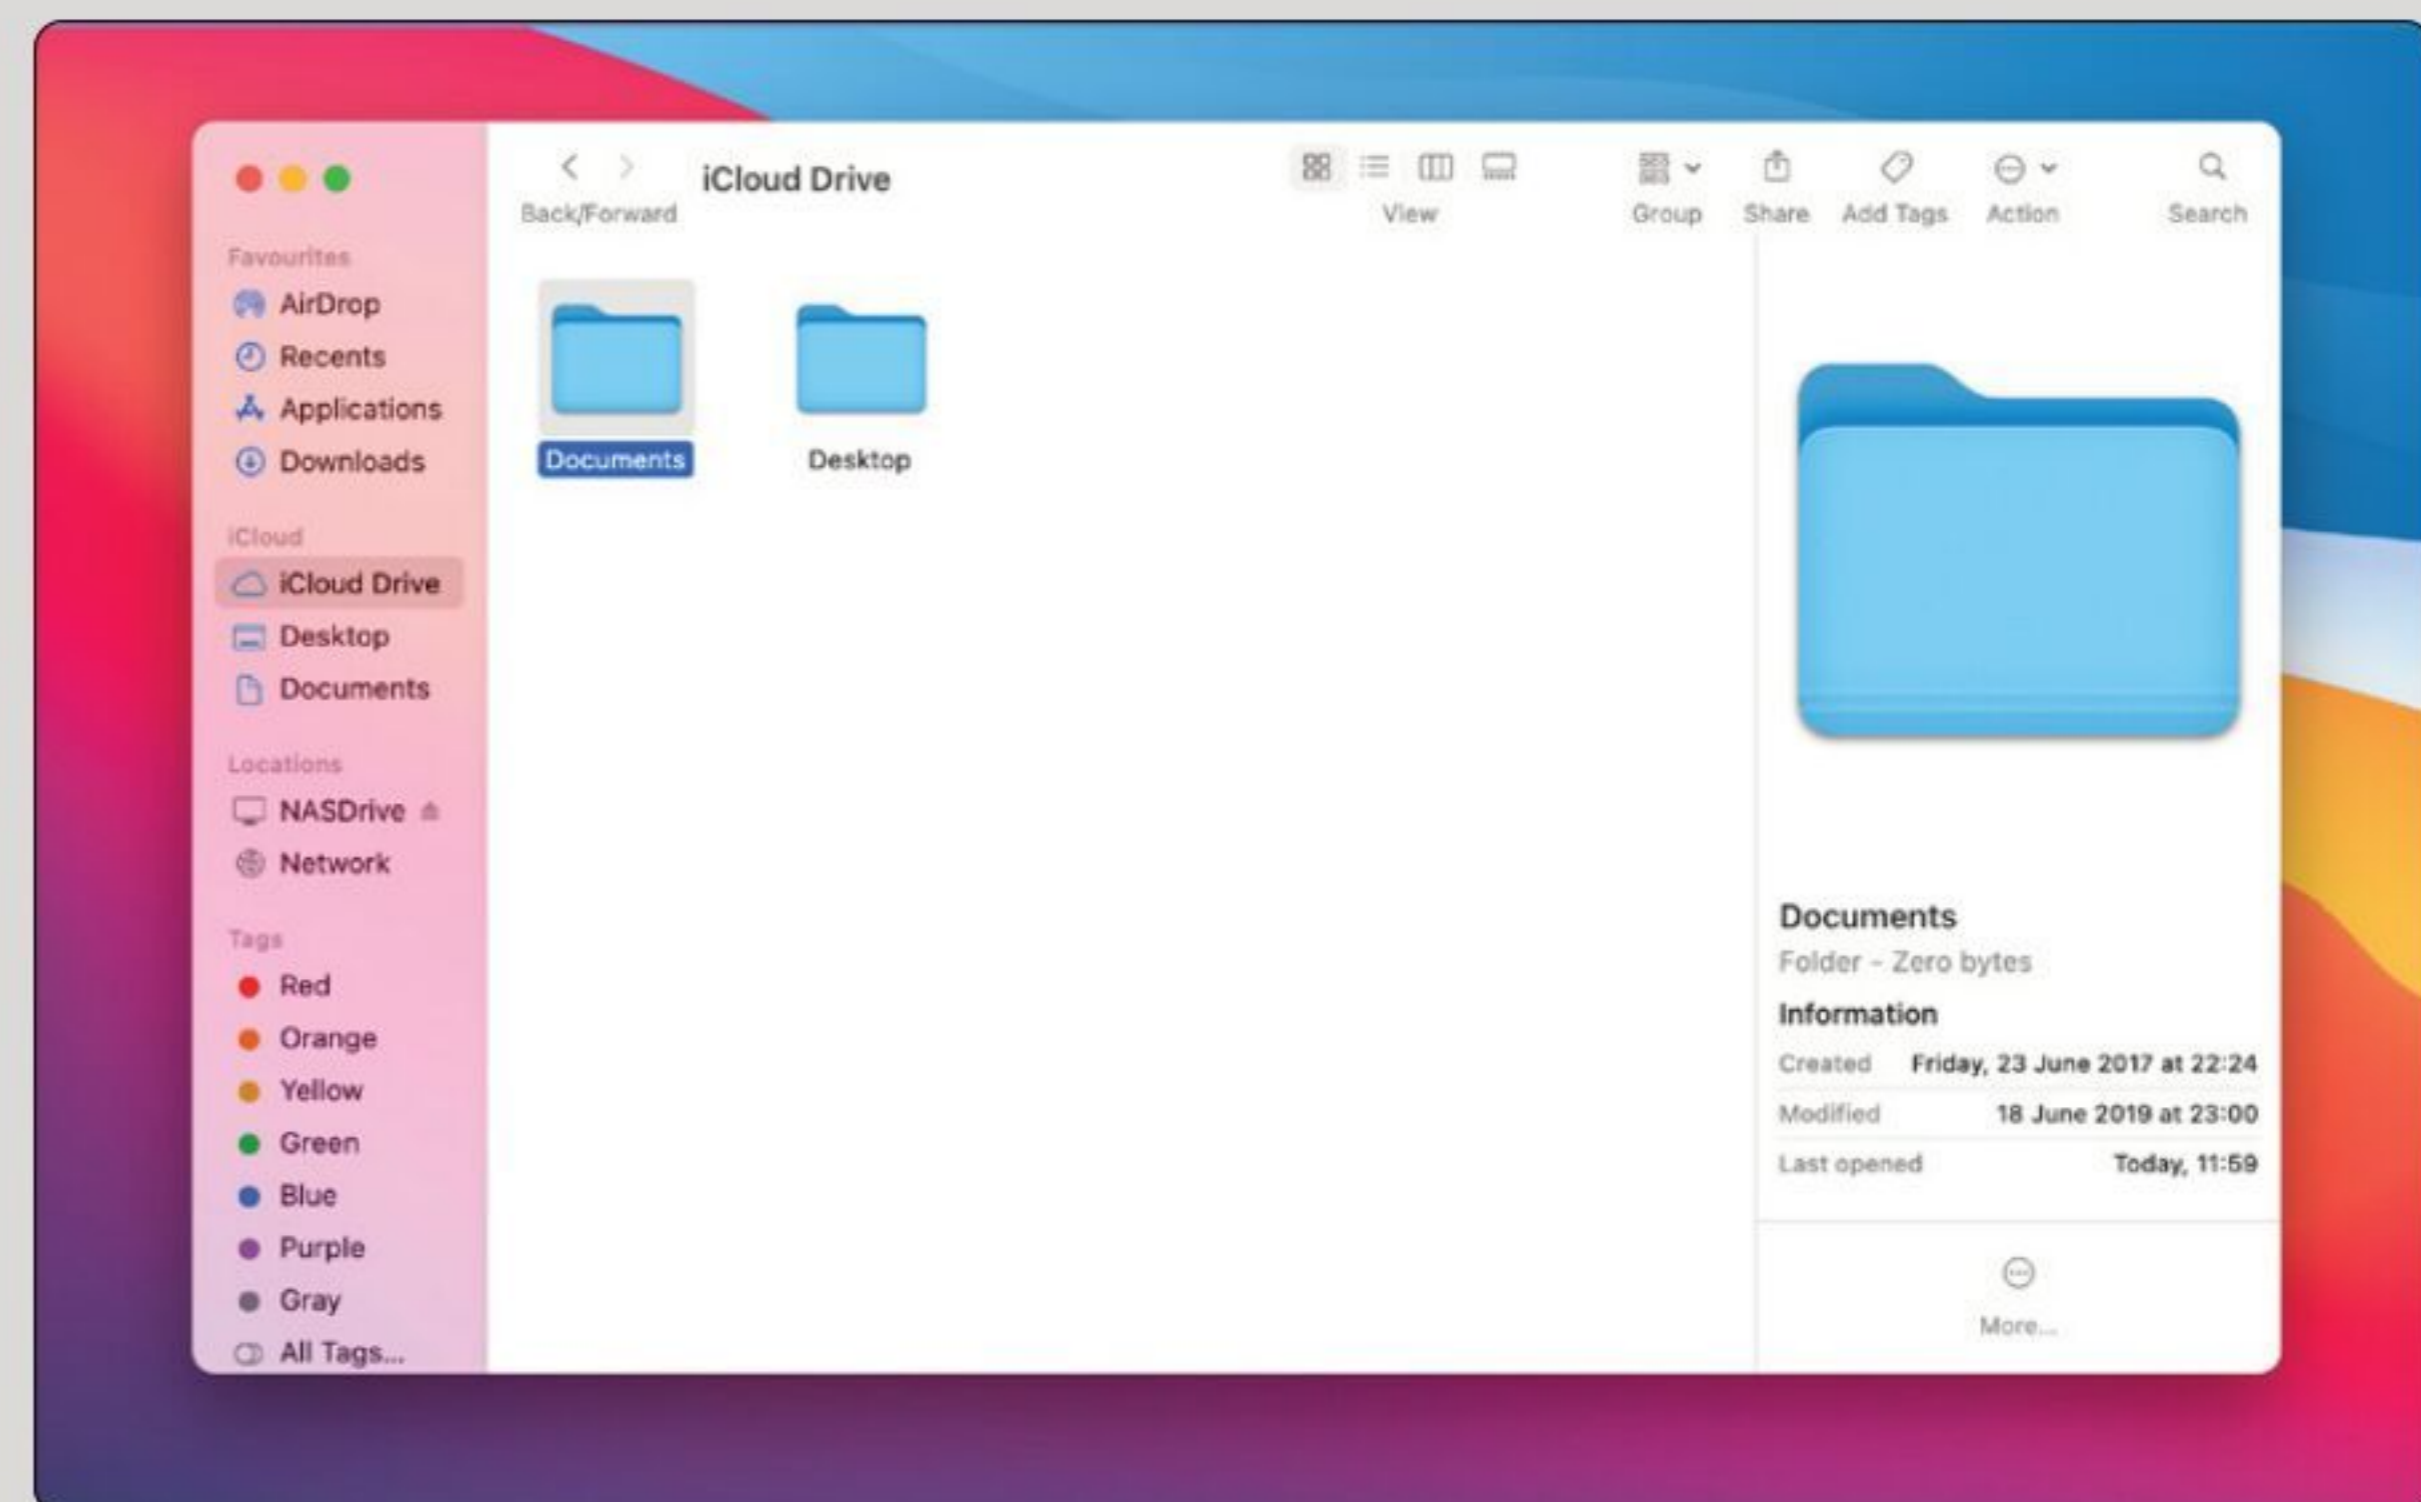 iCloud Drive
Back/Forward
View
Group
Share
Add Tags
Action
Search
Favourites
AirDrop
Recents
Applications
Downloads
iCloud
iCloud Drive
Desktop
Documents
Locations
NASDrive
Network
Tags
Red
Orange
Yellow
Green
Blue
Purple
Gray
All Tags...
Documents
Desktop
Documents
Folder - Zero bytes
Information
Created Friday, 23 June 2017 at 22:24
Modified 18 June 2019 at 23:00
Last opened Today, 11:59
More...